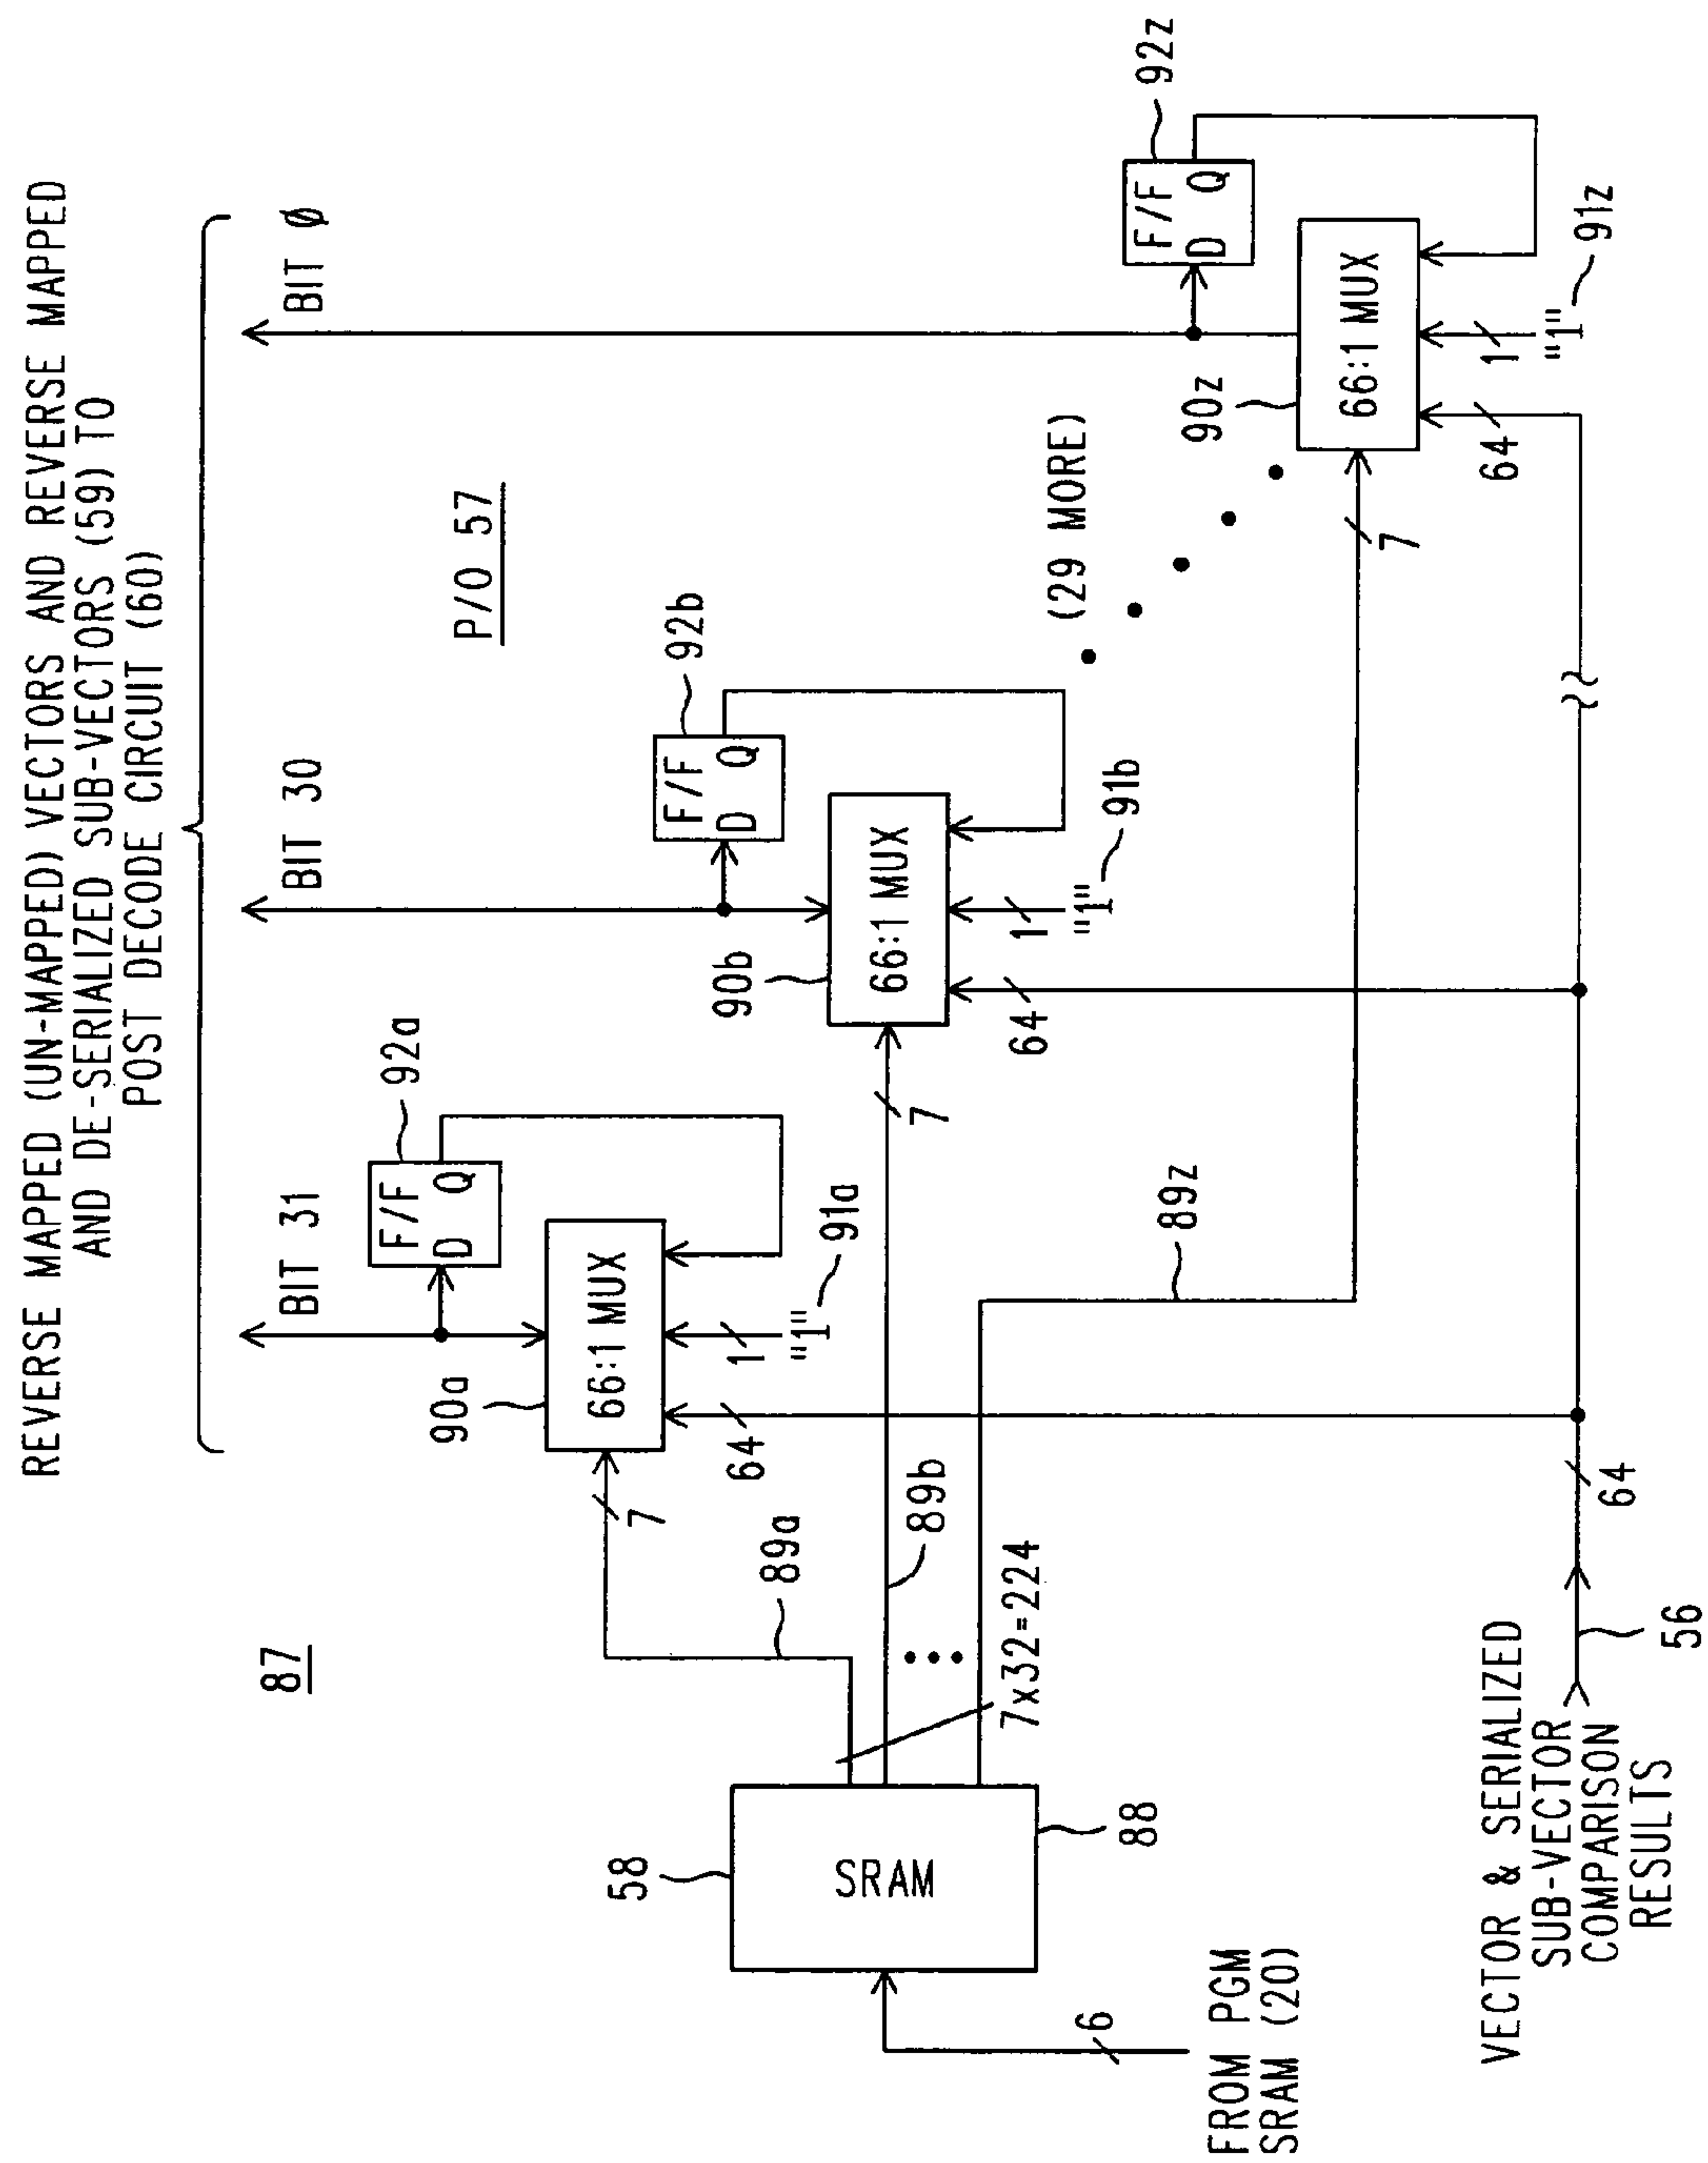 REVERSE MAPPED (UN-MAPPED) VECTORS AND REVERSE MAPPED
AND DE-SERIALIZED SUB-VECTORS (59) TO
POST DECODE CIRCUIT (60)
87
BIT 31
BIT 30
BIT Ø
P/O 57
F/F
D Q
92a
90a
66:1 MUX
7
64
1
"1"
91a
F/F
D Q
92b
90b
66:1 MUX
7
64
1
"1"
91b
(29 MORE)
F/F
D Q
92z
90z
66:1 MUX
7
64
1
"1"
91z
89a
89b
89z
7x32=224
58
SRAM
88
6
FROM PGM
SRAM (20)
VECTOR & SERIALIZED
SUB-VECTOR
COMPARISON
RESULTS
56
64